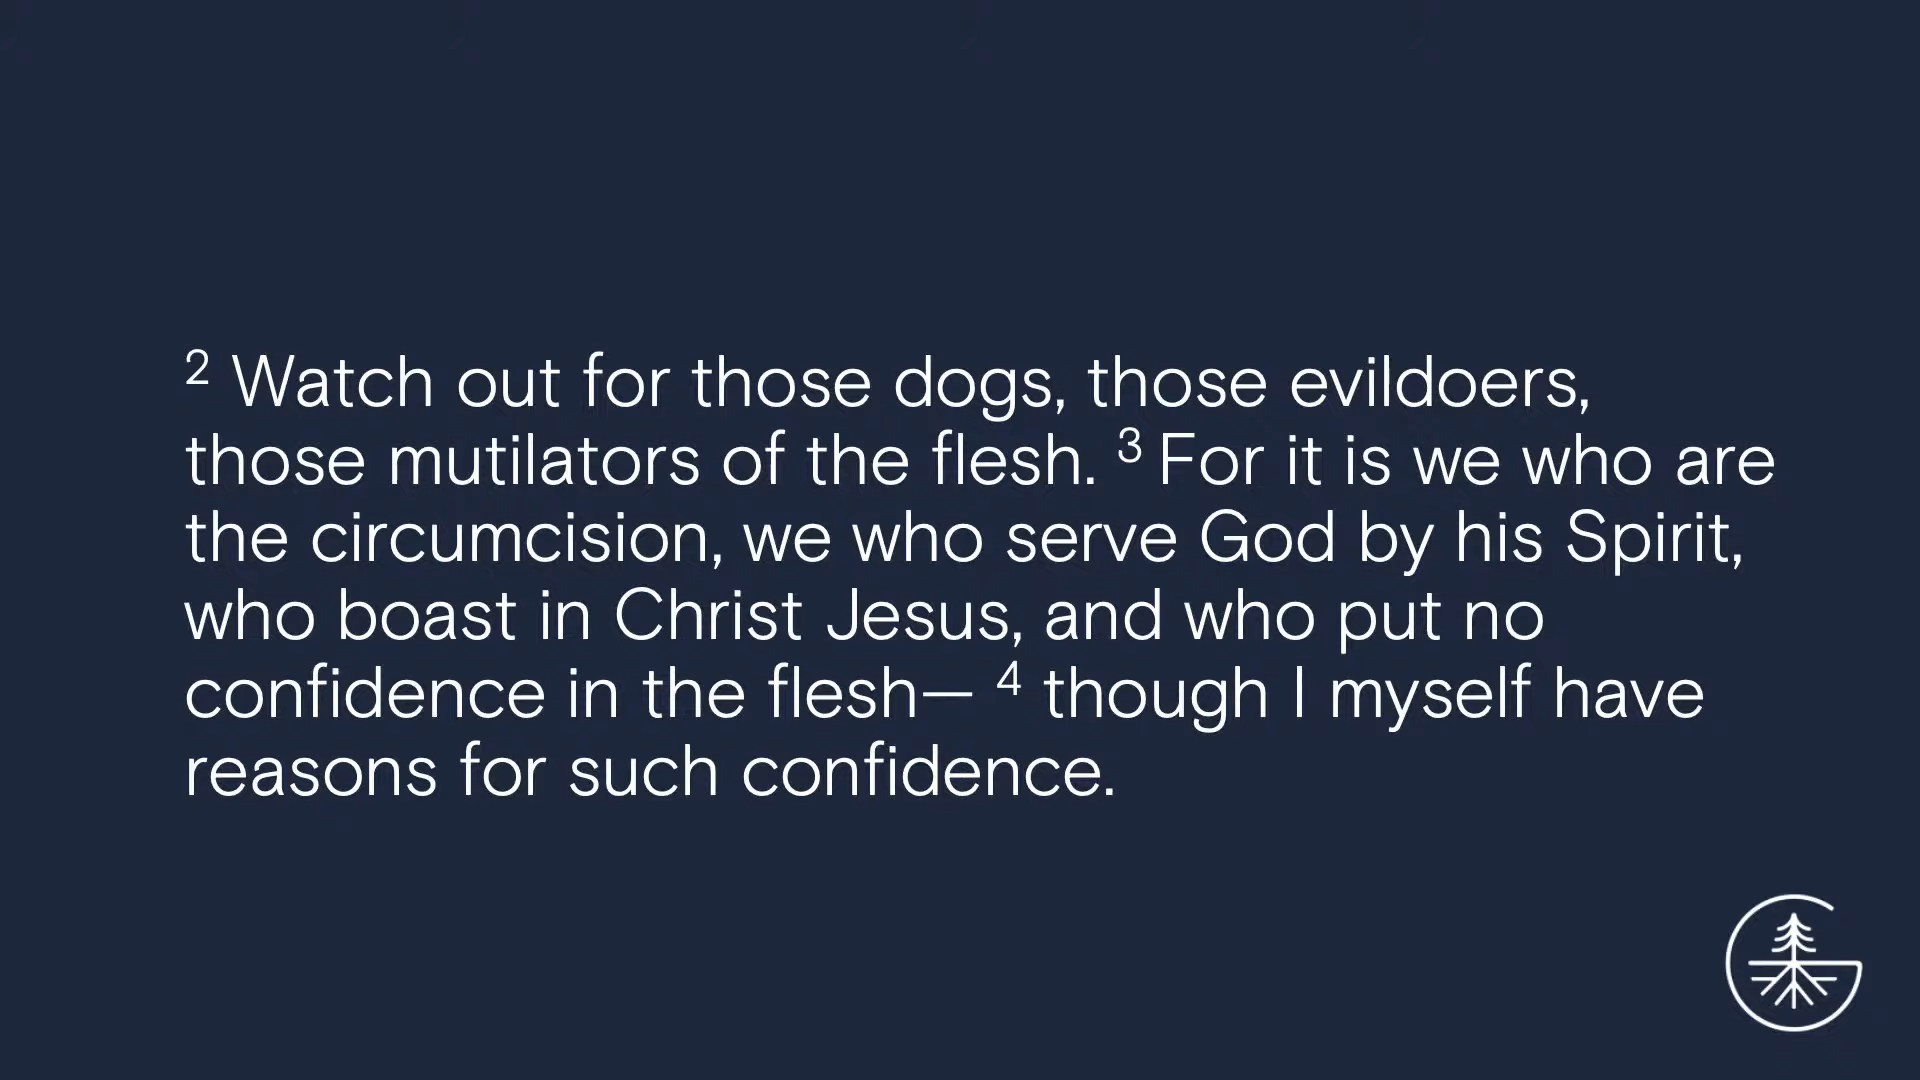 ² Watch out for those dogs, those evildoers,
those mutilators of the flesh. ³ For it is we who are
the circumcision, we who serve God by his Spirit,
who boast in Christ Jesus, and who put no
confidence in the flesh— ⁴ though I myself have
reasons for such confidence.